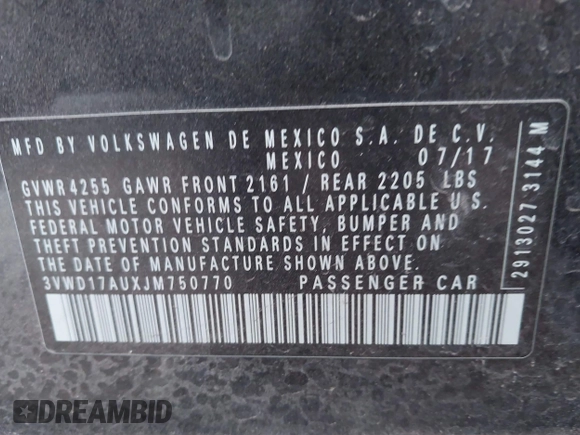 MFD BY VOLKSWAGEN DE MEXICO S.A. DE C.V.
MEXICO 07/17
GVWR 4255 GAWR FRONT 2161 / REAR 2205 LBS
THIS VEHICLE CONFORMS TO ALL APPLICABLE U.S.
FEDERAL MOTOR VEHICLE SAFETY, BUMPER AND
THEFT PREVENTION STANDARDS IN EFFECT ON
THE DATE OF MANUFACTURE SHOWN ABOVE.
3VWD17AUXJM750770 PASSENGER CAR
2913027 3144 M
DREAMBID